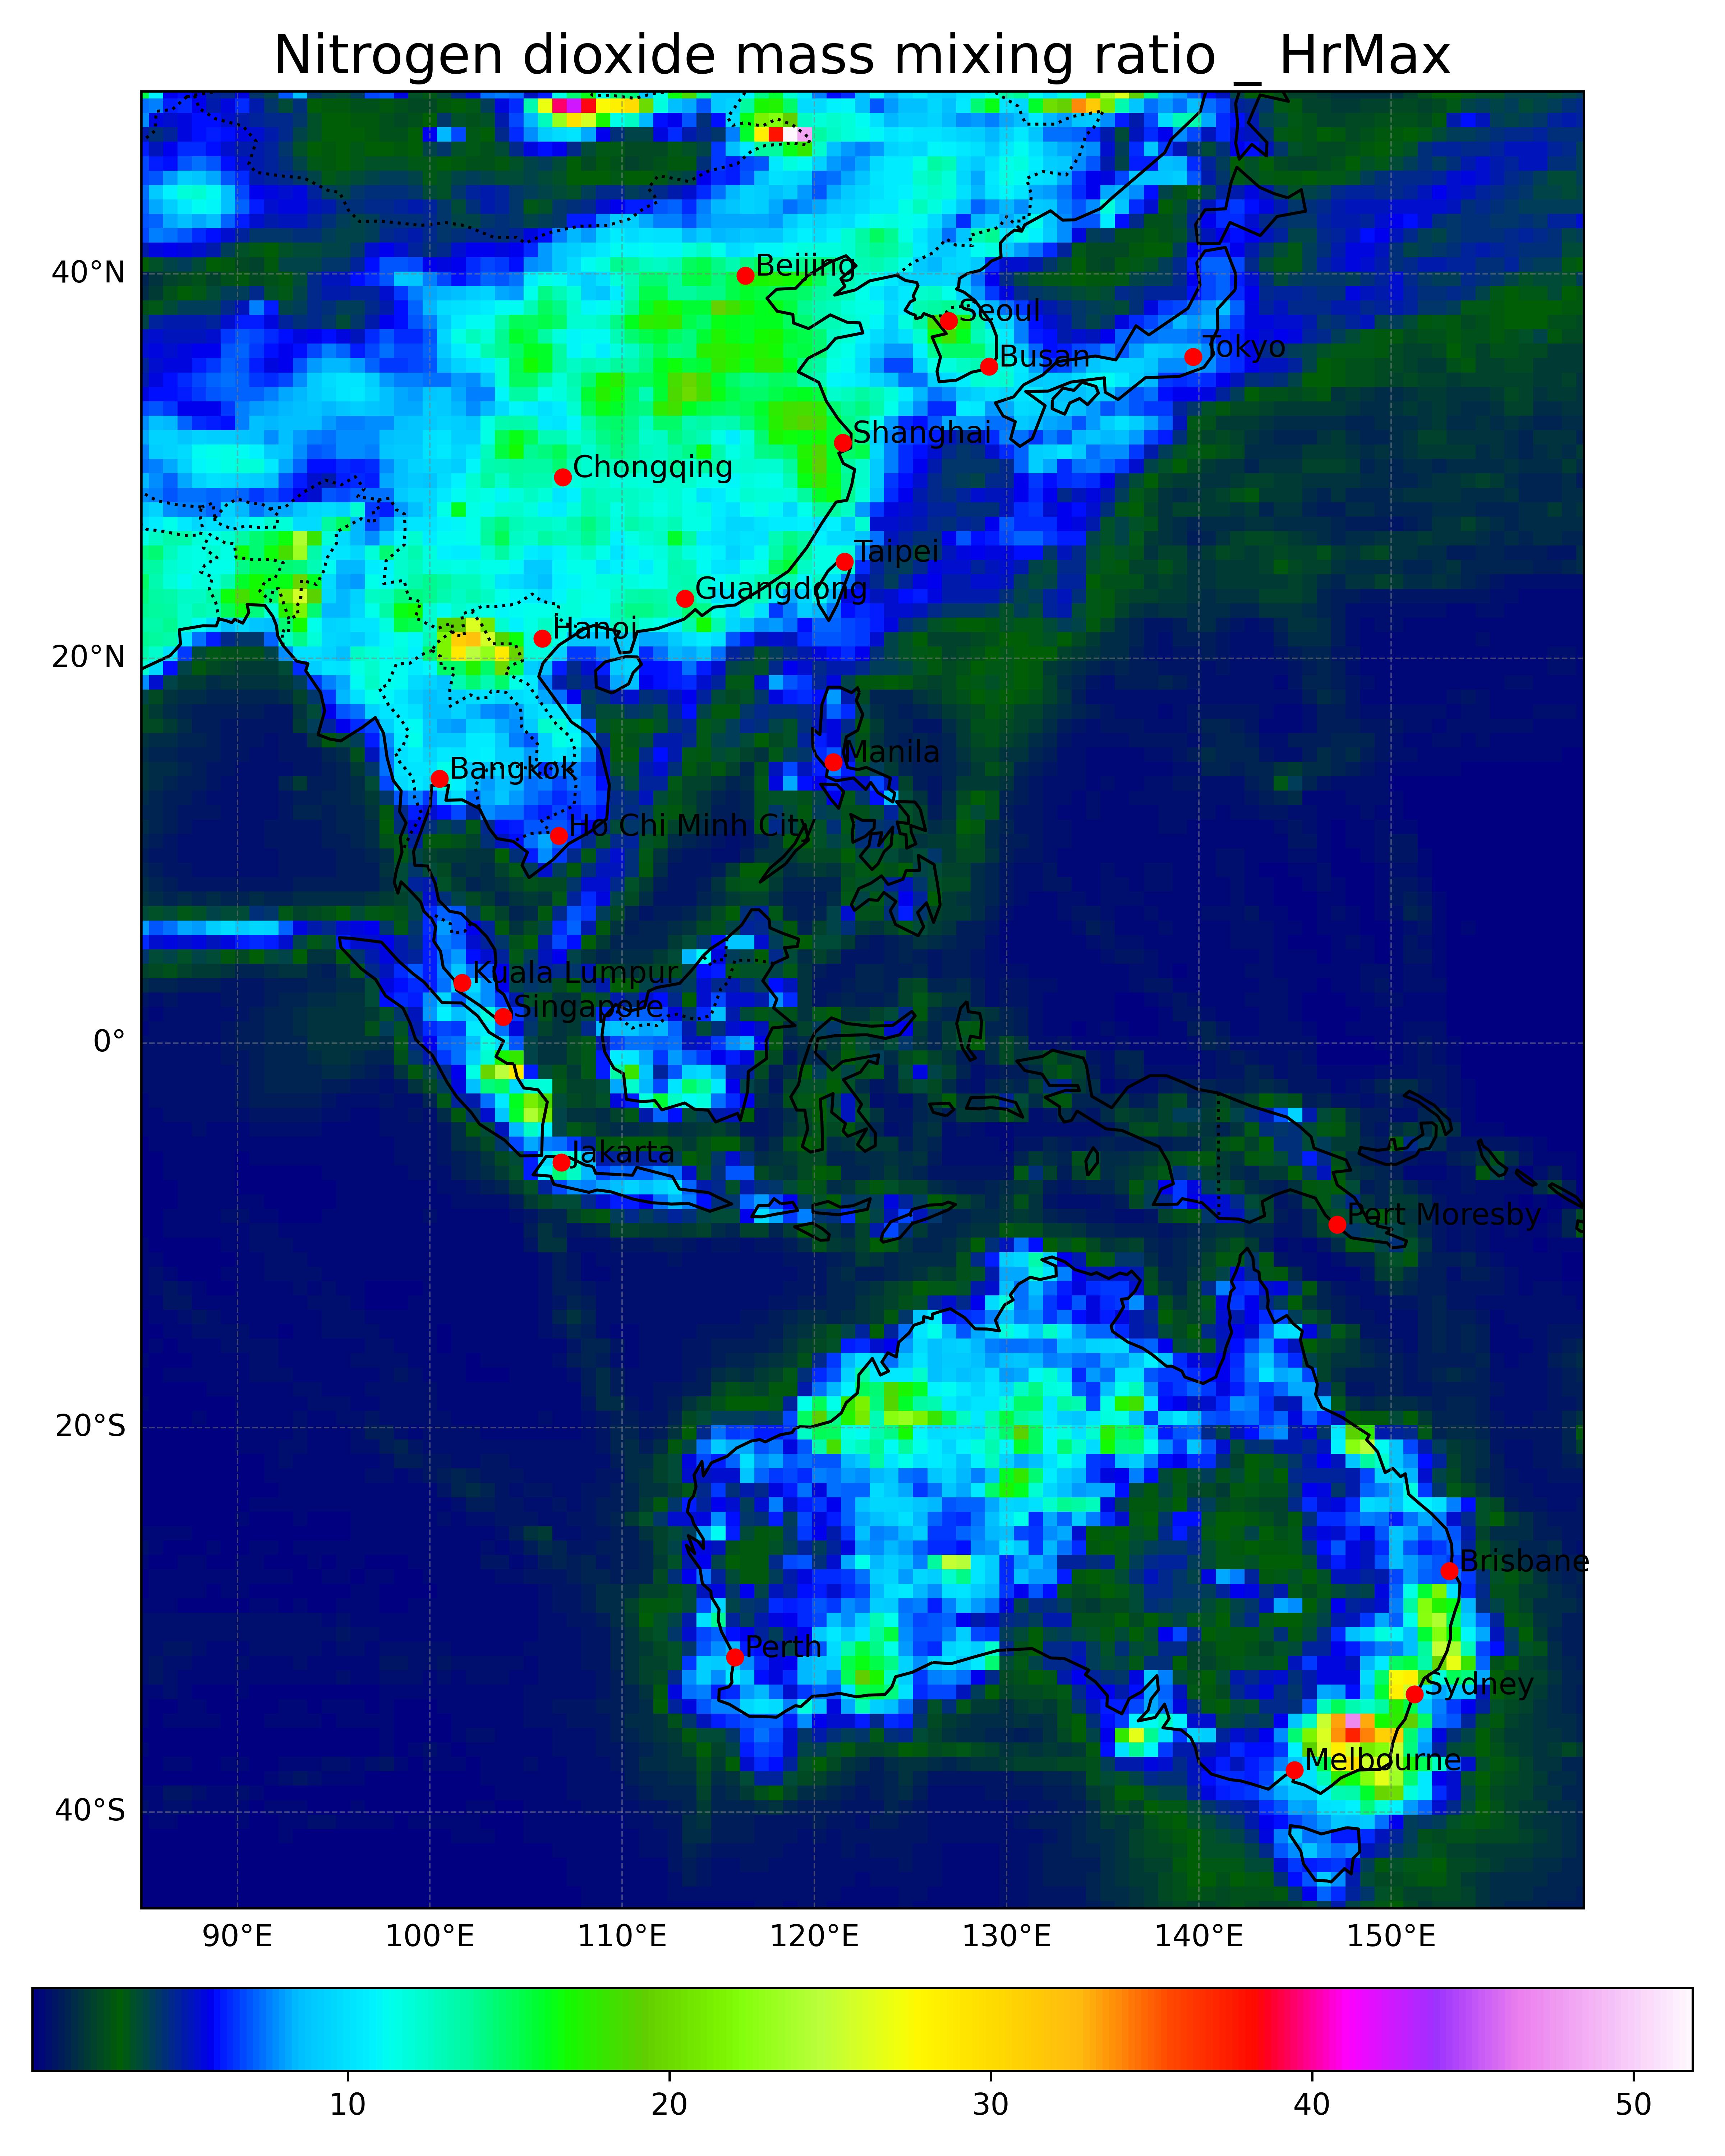 Nitrogen dioxide mass mixing ratio _ HrMax
40°N
20°N
0°
20°S
40°S
Beijing
Seoul
Tokyo
Busan
Shanghai
Chongqing
Taipei
Guangdong
Hanoi
Manila
Bangkok
Ho Chi Minh City
Kuala Lumpur
Singapore
Jakarta
Port Moresby
Brisbane
Perth
Sydney
Melbourne
90°E 100°E 110°E 120°E 130°E 140°E 150°E
10 20 30 40 50